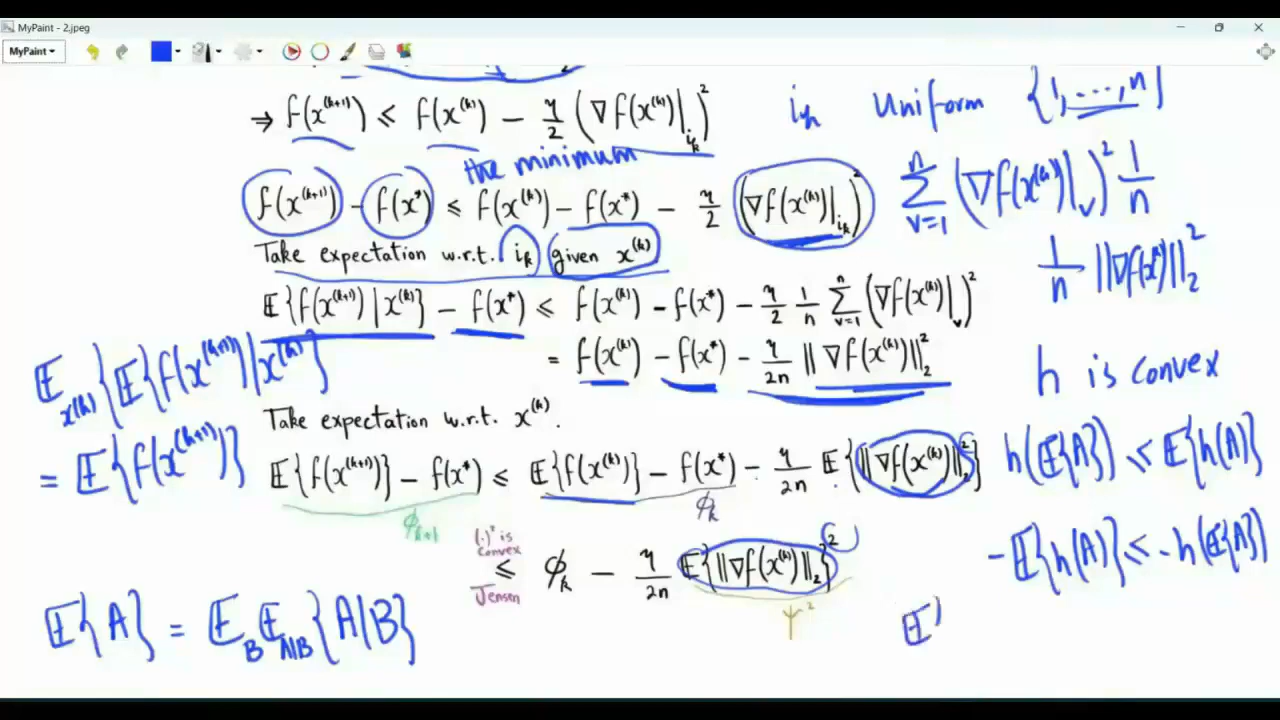 MyPaint - 2.jpeg
MyPaint
⇒ f(x^(k+1)) ≤ f(x^(k)) − η/2 (∇f(x^(k))|_{i_k})²
i_k uniform {1,...,n}
the minimum
f(x^(k+1)) − f(x*) ≤ f(x^(k)) − f(x*) − η/2 (∇f(x^(k))|_{i_k})²
∑_{v=1}^{n} (∇f(x^(k))|_v)² 1/n
Take expectation w.r.t. i_k given x^(k)
1/n ||∇f(x^k)||_2^2
𝔼{f(x^(k+1)) | x^(k)} − f(x*) ≤ f(x^(k)) − f(x*) − η/2 1/n ∑_{v=1}^{n} (∇f(x^(k))|_v)²
= f(x^(k)) − f(x*) − η/2n ||∇f(x^(k))||_2^2
𝔼_{x(k)}{𝔼{f(x^(k+1)) | x^(k)}
h is convex
Take expectation w.r.t. x^(k).
= 𝔼{f(x^(k+1))}
𝔼{f(x^(k+1))} − f(x*) ≤ 𝔼{f(x^(k))} − f(x*) − η/2n 𝔼{||∇f(x^(k))||_2^2}
h(𝔼{A}) ≤ 𝔼{h(A)}
ϕ_{k+1}
ϕ_k
(.)² is
convex
≤ ϕ_k − η/2n 𝔼{||∇f(x^(k))||_2}²
Jensen
−𝔼{h(A)} ≤ -h(𝔼{A})
ψ²
𝔼{A} = 𝔼_B 𝔼_{A|B}{A|B}
𝔼